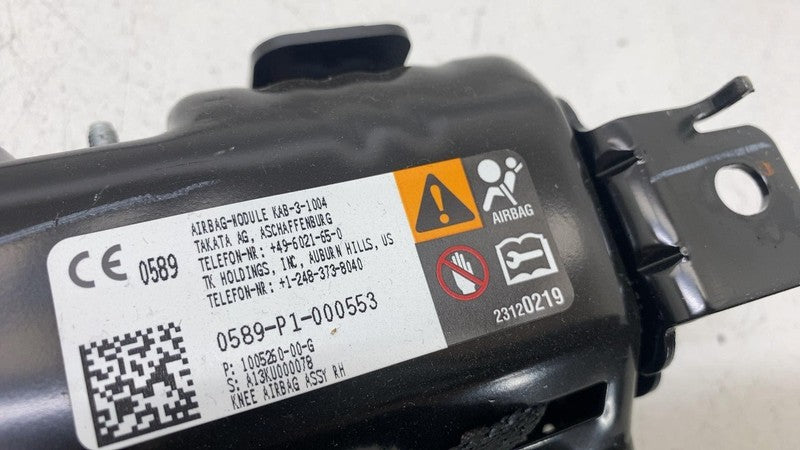 CE 0589
AIRBAG-MODULE KAB-3-1004
TAKATA AG, ASCHAFFENBURG
TELEFON-NR: +49-6021-65-0
TK HOLDINGS, INC, AUBURN HILLS, US
TELEFON-NR: +1-248-373-8040
AIRBAG
23120219
0589-P1-000553
P: 1005260-00-G
S: A13KU000078
KNEE AIRBAG ASSY RH